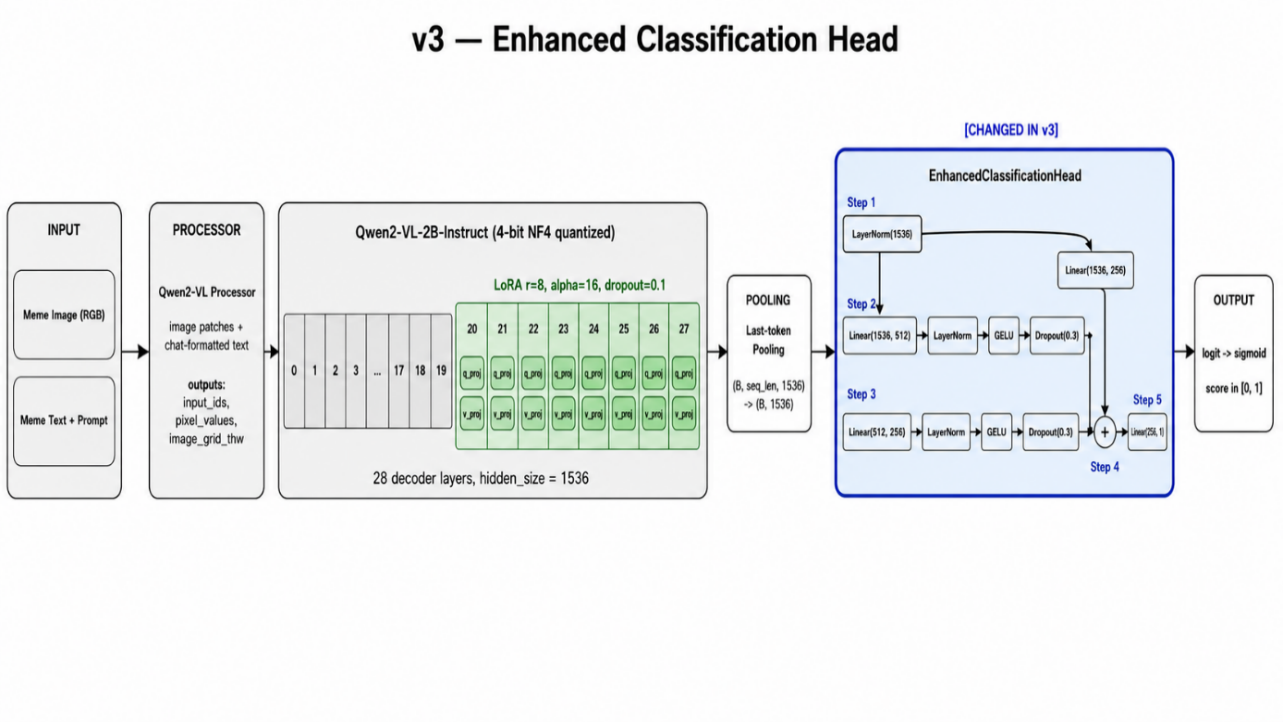 v3 — Enhanced Classification Head
[CHANGED IN v3]
INPUT
Meme Image (RGB)
Meme Text + Prompt
PROCESSOR
Qwen2-VL Processor
image patches +
chat-formatted text
outputs:
input_ids,
pixel_values,
image_grid_thw
Qwen2-VL-2B-Instruct (4-bit NF4 quantized)
LoRA r=8, alpha=16, dropout=0.1
0 1 2 3 ... 17 18 19
20 21 22 23 24 25 26 27
q_proj q_proj q_proj q_proj q_proj q_proj q_proj q_proj
v_proj v_proj v_proj v_proj v_proj v_proj v_proj v_proj
28 decoder layers, hidden_size = 1536
POOLING
Last-token
Pooling
(B, seq_len, 1536)
-> (B, 1536)
EnhancedClassificationHead
Step 1
LayerNorm(1536)
Linear(1536, 256)
Step 2
Linear(1536, 512) LayerNorm GELU Dropout(0.3)
Step 3
Linear(512, 256) LayerNorm GELU Dropout(0.3)
+
Step 4
Step 5
Linear(256, 1)
OUTPUT
logit -> sigmoid
score in [0, 1]